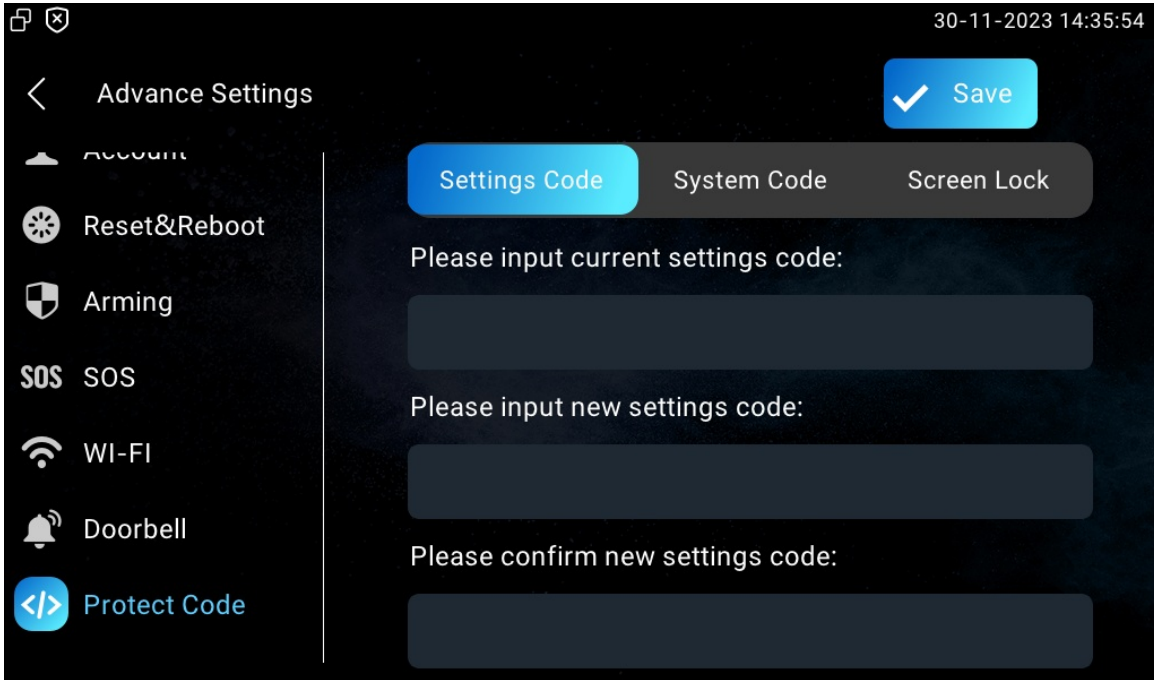 30-11-2023 14:35:54
Advance Settings
Save
Account
Reset&Reboot
Arming
SOS SOS
WI-FI
Doorbell
</> Protect Code
Settings Code System Code Screen Lock
Please input current settings code:
Please input new settings code:
Please confirm new settings code: